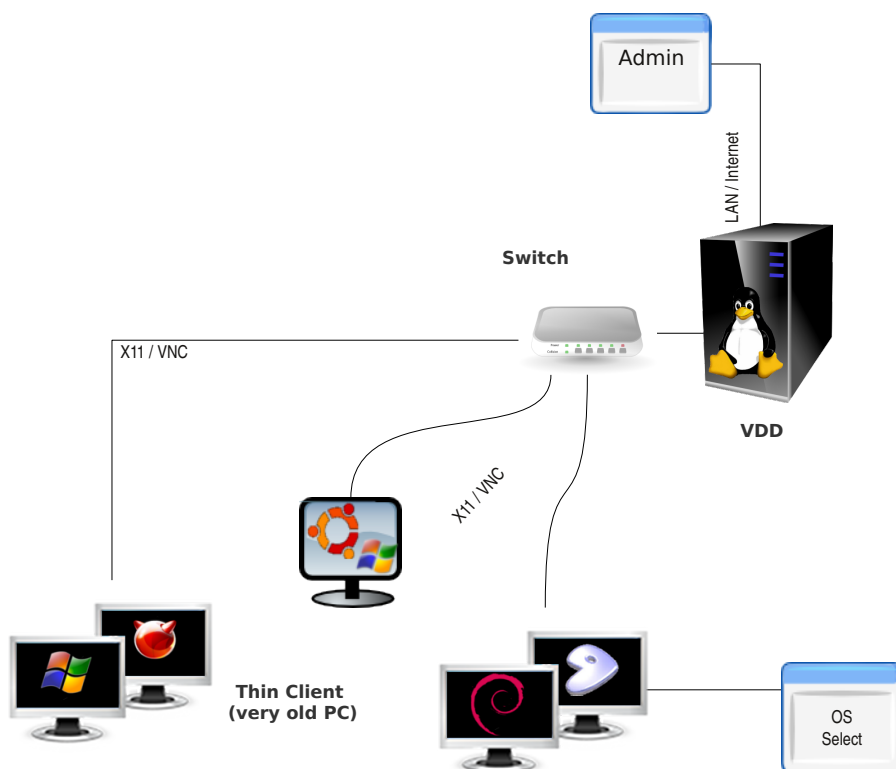 Admin
LAN / Internet
Switch
X11 / VNC
VDD
X11 / VNC
Thin Client
(very old PC)
OS
Select